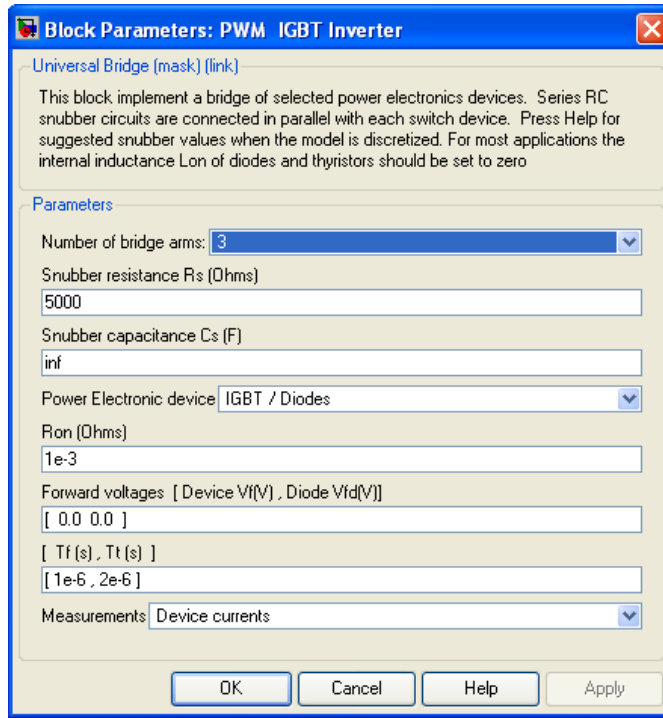 Block Parameters: PWM IGBT Inverter
Universal Bridge (mask) (link)
This block implement a bridge of selected power electronics devices. Series RC
snubber circuits are connected in parallel with each switch device. Press Help for
suggested snubber values when the model is discretized. For most applications the
internal inductance Lon of diodes and thyristors should be set to zero
Parameters
Number of bridge arms: 3
Snubber resistance Rs (Ohms)
5000
Snubber capacitance Cs (F)
inf
Power Electronic device IGBT / Diodes
Ron (Ohms)
1e-3
Forward voltages [ Device Vf(V) , Diode Vfd(V)]
[ 0.0 0.0 ]
[ Tf (s) , Tt (s) ]
[ 1e-6 , 2e-6 ]
Measurements Device currents
OK Cancel Help Apply